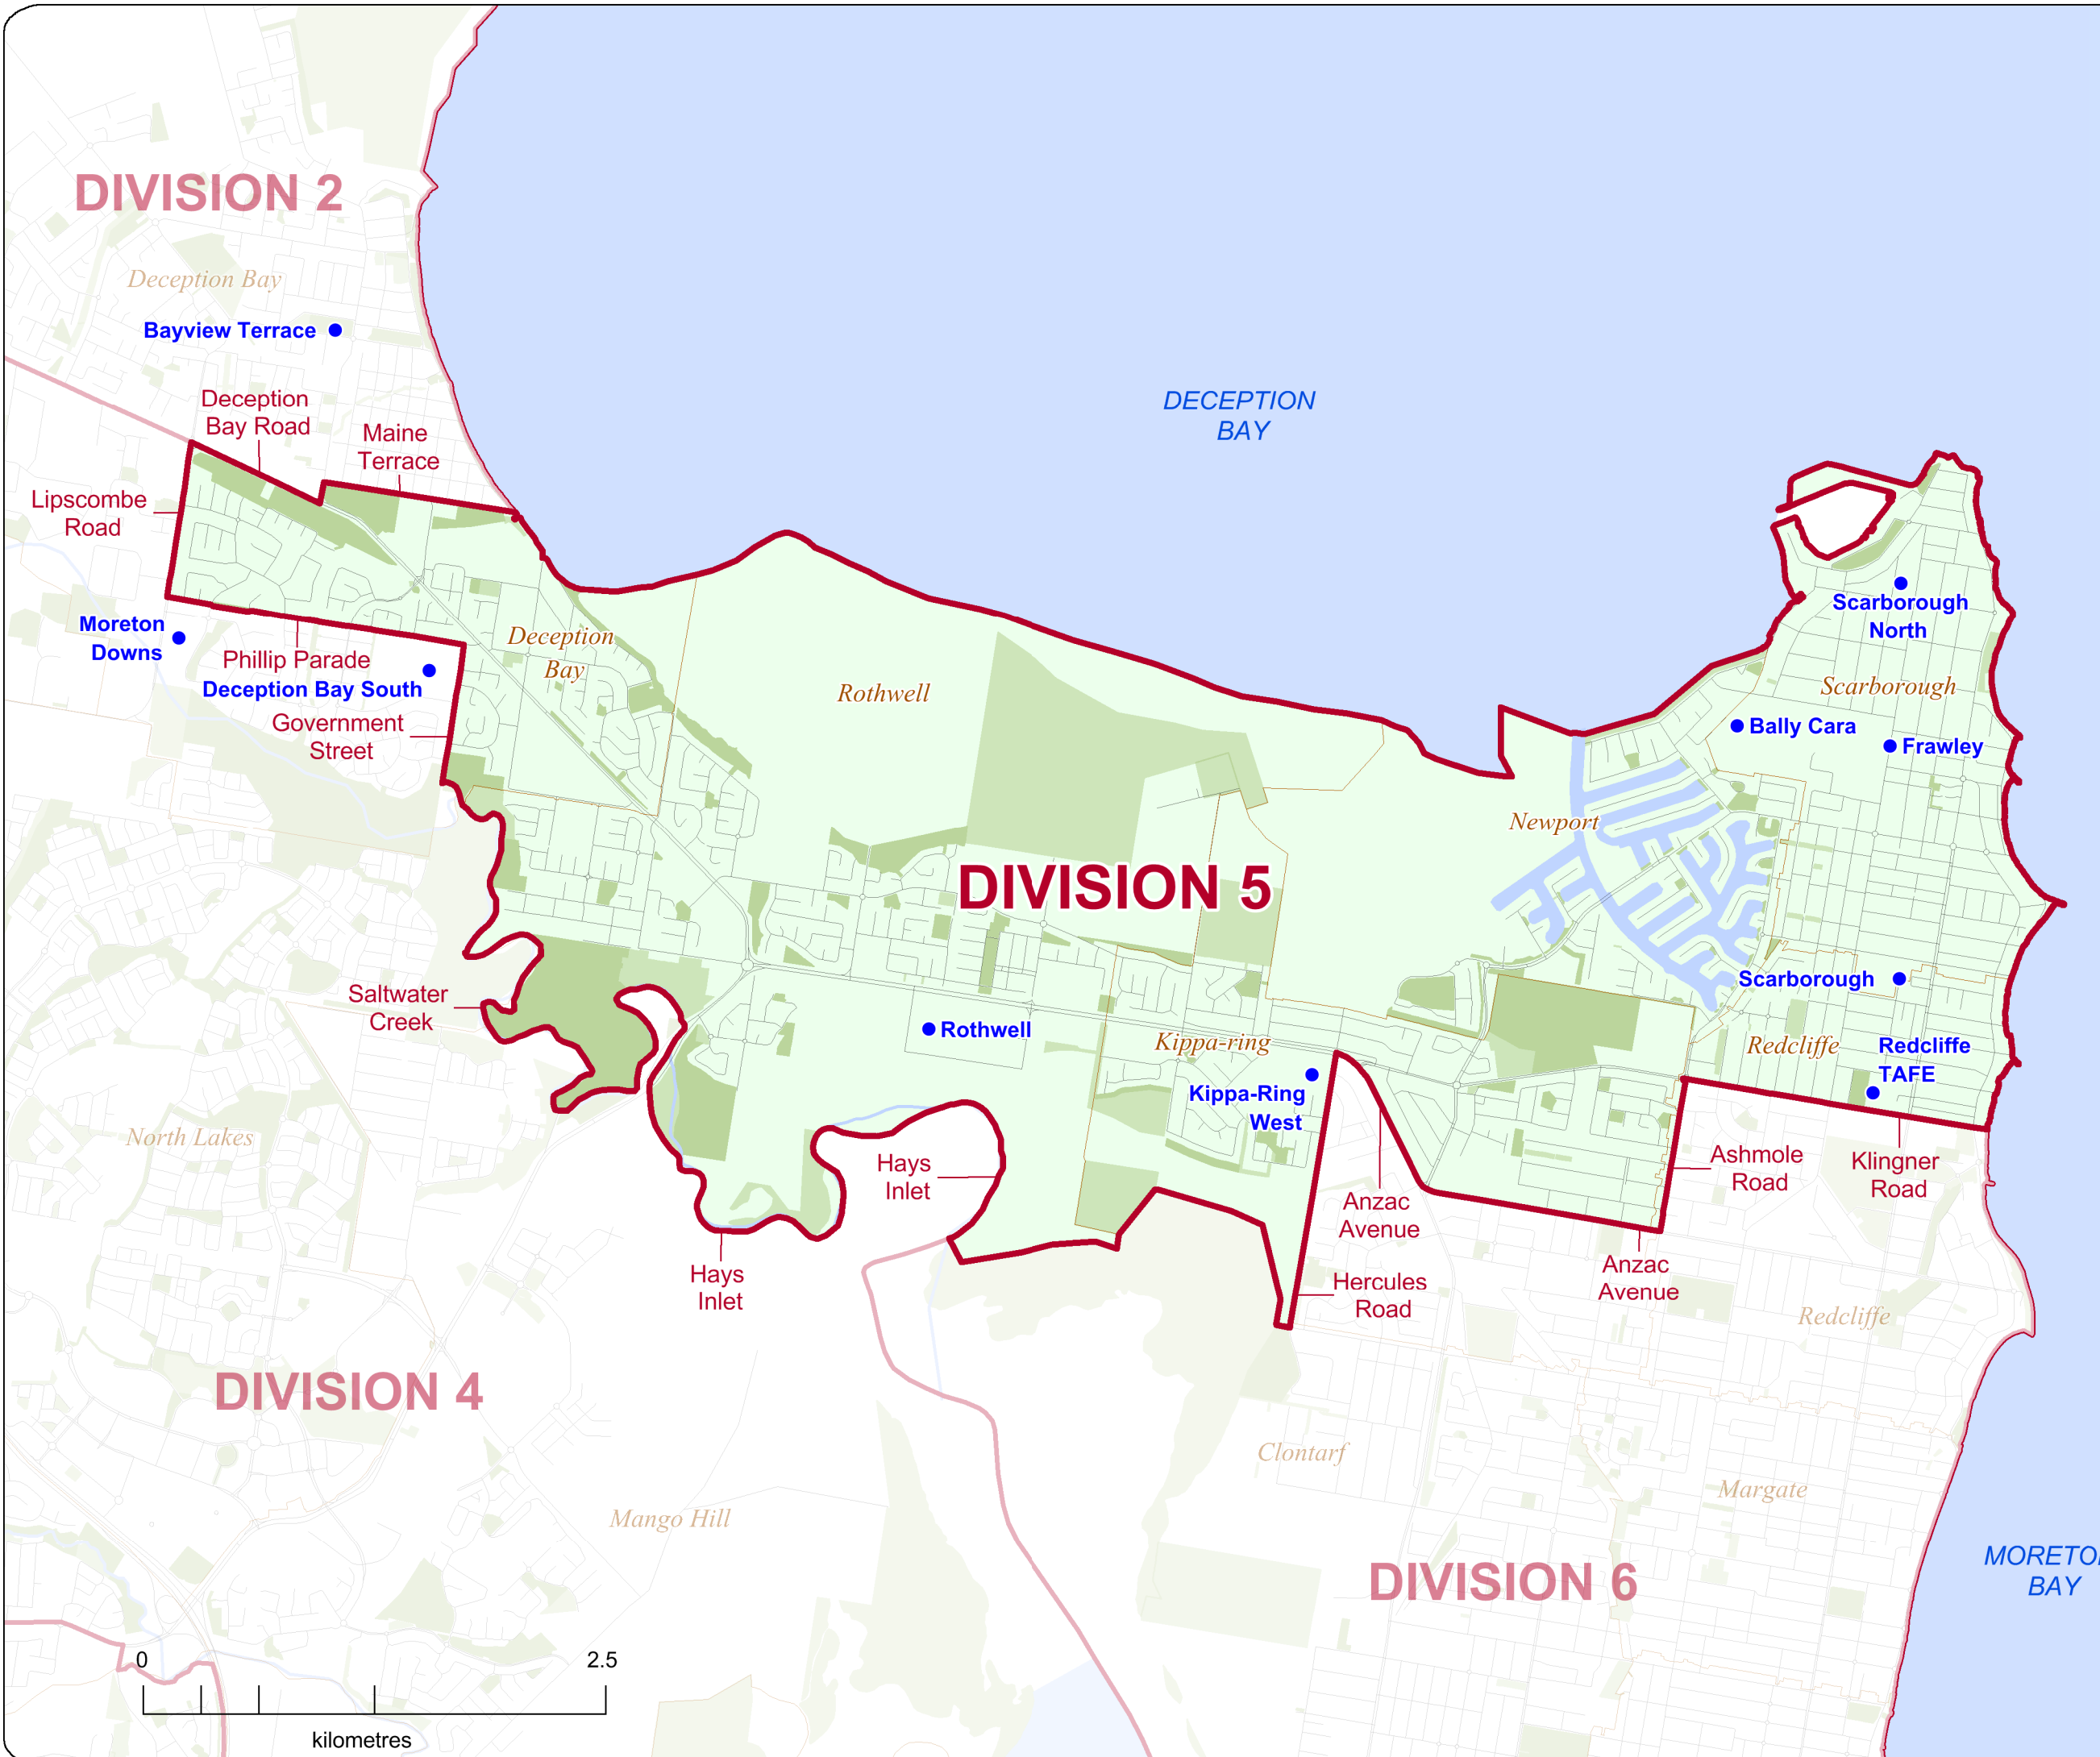 DIVISION 2
Deception Bay
Bayview Terrace
Deception
Bay Road
Maine
Terrace
Lipscombe
Road
Moreton
Downs
Phillip Parade
Deception Bay South
Government
Street
Deception
Bay
Rothwell
DECEPTION
BAY
Scarborough
North
Scarborough
Bally Cara
Frawley
Newport
DIVISION 5
Saltwater
Creek
Rothwell
Kippa-ring
Kippa-Ring
West
Scarborough
Redcliffe
Redcliffe
TAFE
North Lakes
Hays
Inlet
Hays
Inlet
Anzac
Avenue
Hercules
Road
Ashmole
Road
Klingner
Road
Anzac
Avenue
Redcliffe
DIVISION 4
Clontarf
Margate
Mango Hill
DIVISION 6
BAY
0 2.5
kilometres